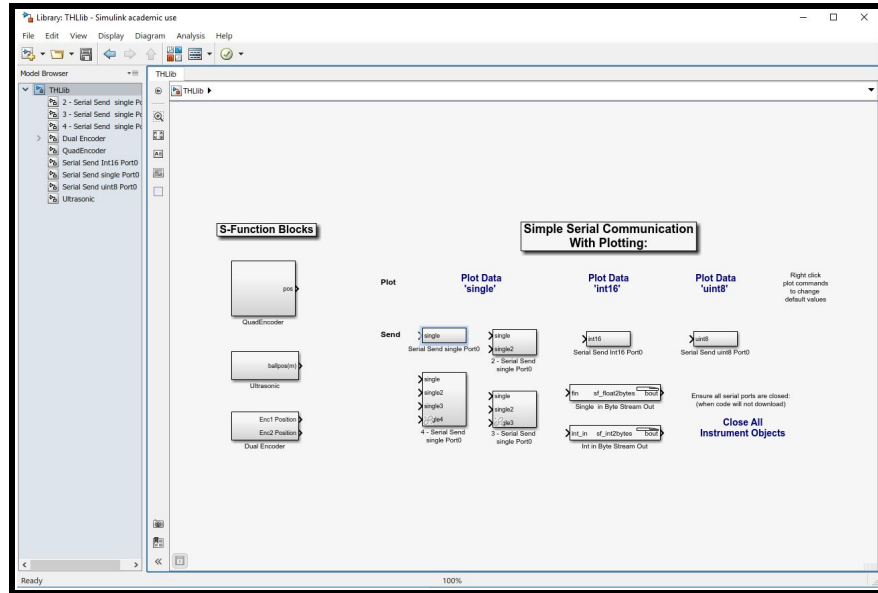 Library: THLlib - Simulink academic use
File Edit View Display Diagram Analysis Help
Model Browser
THLlib
2 - Serial Send single Po
3 - Serial Send single Po
4 - Serial Send single Po
Dual Encoder
QuadEncoder
Serial Send Int16 Port0
Serial Send single Port0
Serial Send uint8 Port0
Ultrasonic
THLlib
THLlib
S-Function Blocks
pos
QuadEncoder
ballpos(m)
Ultrasonic
Enc1 Position
Enc2 Position
Dual Encoder
Simple Serial Communication
With Plotting:
Plot
Plot Data
'single'
Plot Data
'int16'
Plot Data
'uint8'
Right click
plot commands
to change
default values
Send
single
Serial Send single Port0
single
single2
2 - Serial Send
single Port0
int16
Serial Send Int16 Port0
uint8
Serial Send uint8 Port0
single
single2
single3
gle4
4 - Serial Send
single Port0
single
single2
gle3
3 - Serial Send
single Port0
fin sf_float2bytes bout
Single in Byte Stream Out
int_in sf_int2bytes bout
Int in Byte Stream Out
Ensure all serial ports are closed:
(when code will not download)
Close All
Instrument Objects
Ready
100%